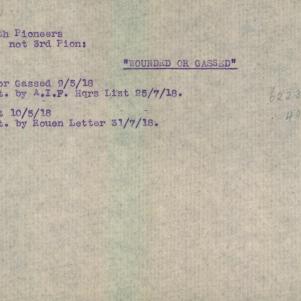 Pioneers
not 3rd Pion:
"WOUNDED OR GASSED"
or Gassed 9/5/18
t. by A.I.F. Hqrs List 25/7/18.
10/5/18
t. by Rouen Letter 31/7/18.